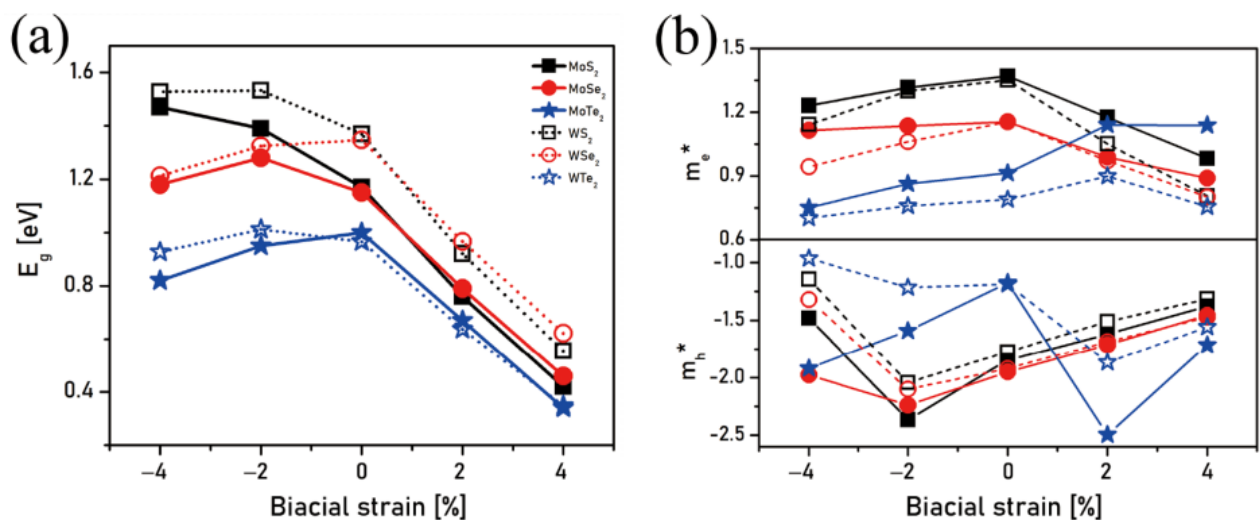 (a)
1.6
1.2
0.8
0.4
E_g [eV]
−4
−2
0
2
4
Biacial strain [%]
MoS₂
MoSe₂
MoTe₂
WS₂
WSe₂
WTe₂
(b)
1.5
1.2
0.9
0.6
m_e*
-1.0
-1.5
-2.0
-2.5
m_h*
−4
−2
0
2
4
Biacial strain [%]